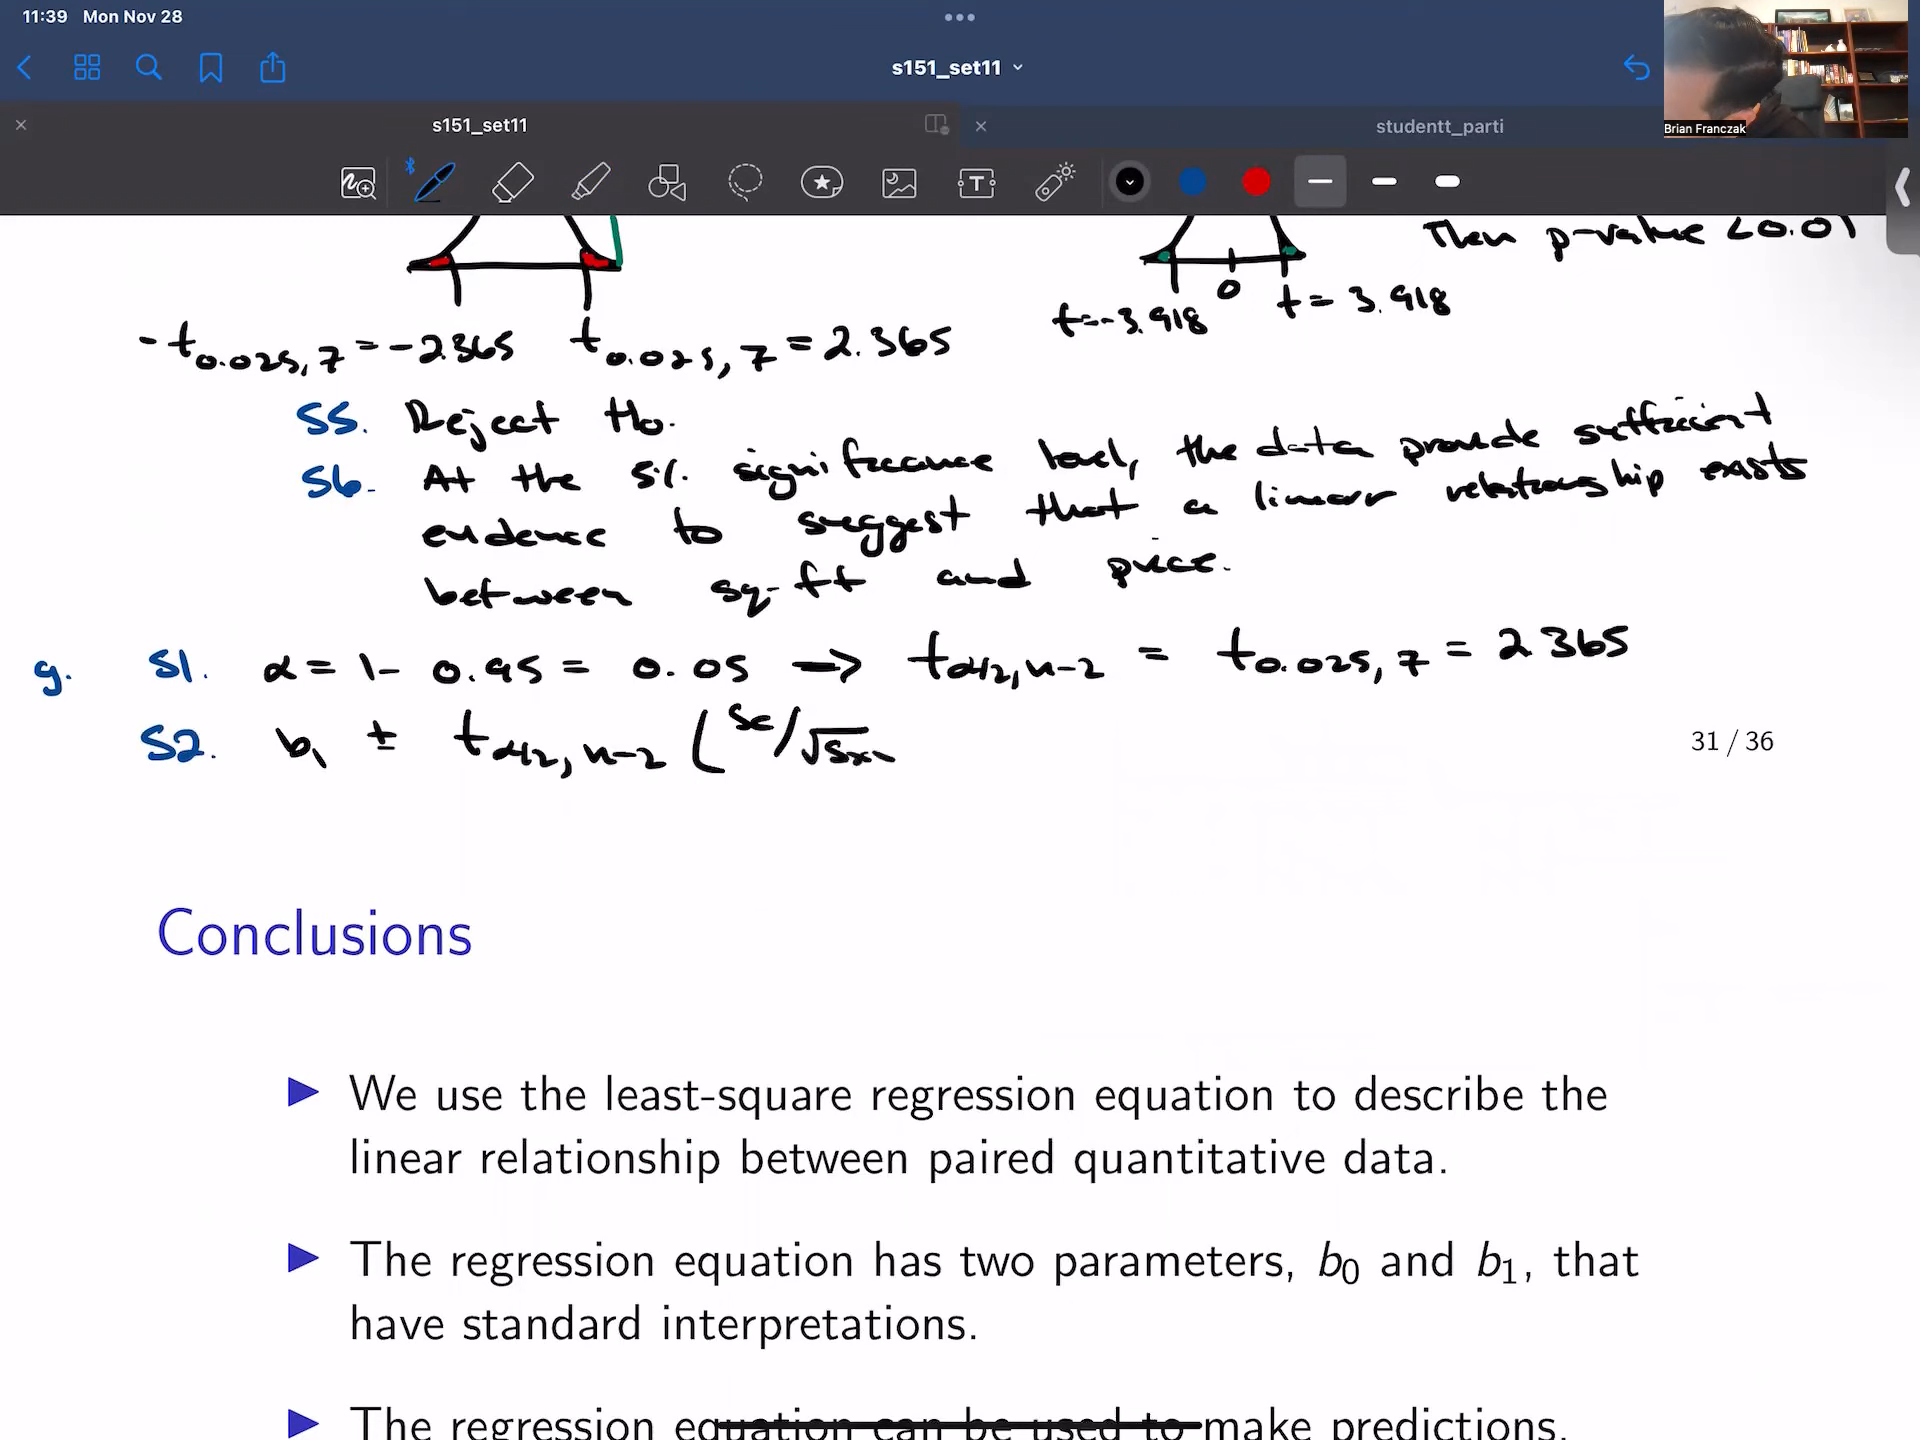 11:39 Mon Nov 28
s151_set11
Brian Franczak
s151_set11
studentt_parti
T
Then p-value <0.01
0
t=-3.918 t= 3.918
-t0.025, 7 = -2.365 t0.025, 7 = 2.365
S5. Reject Ho.
S6. At the 5% significance level, the data provide sufficient
evidence to suggest that a linear relationship exists
between sq-ft and price.
g. S1. α = 1- 0.95 = 0.05 → tα/2, n-2 = t0.025, 7 = 2.365
S2. b1 ± tα/2, n-2 (se/√Sxx
31 / 36
Conclusions
▶ We use the least-square regression equation to describe the
linear relationship between paired quantitative data.
▶ The regression equation has two parameters, b0 and b1, that
have standard interpretations.
▶ The regression equation can be used to make predictions.